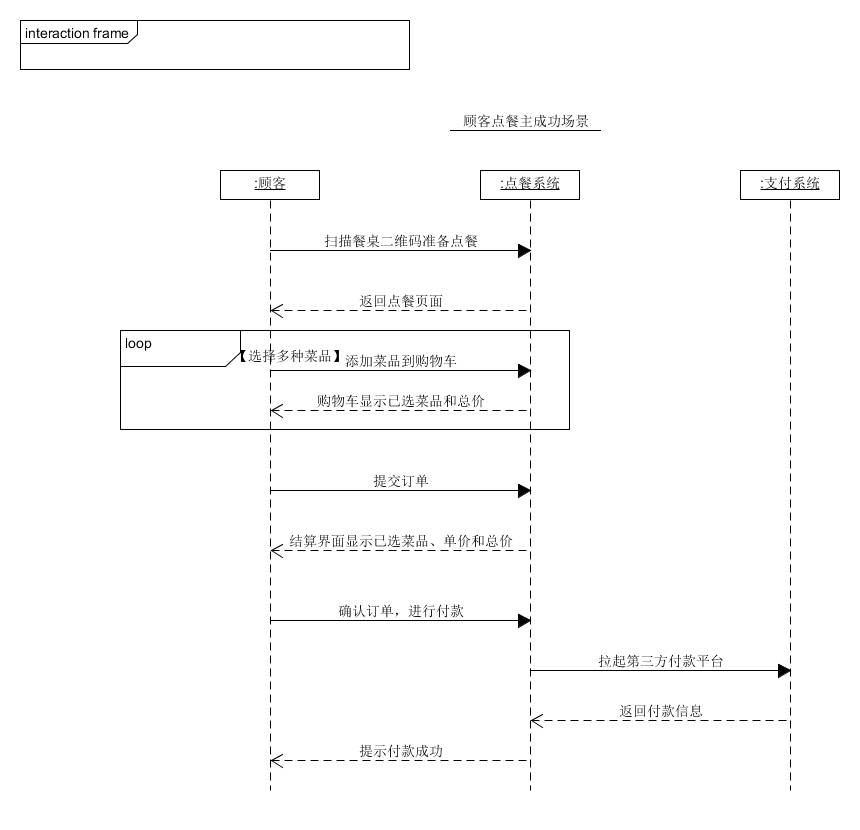 interaction frame
顾客点餐主成功场景
:顾客
:点餐系统
:支付系统
扫描餐桌二维码准备点餐
返回点餐页面
loop
【选择多种菜品】
添加菜品到购物车
购物车显示已选菜品和总价
提交订单
结算界面显示已选菜品、单价和总价
确认订单，进行付款
拉起第三方付款平台
返回付款信息
提示付款成功